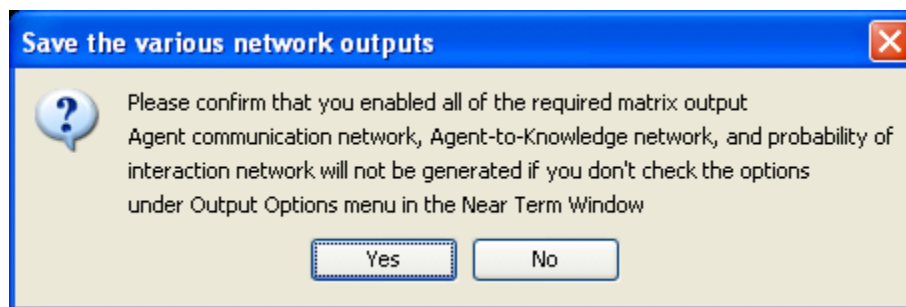 Save the various network outputs
Please confirm that you enabled all of the required matrix output
Agent communication network, Agent-to-Knowledge network, and probability of
interaction network will not be generated if you don't check the options
under Output Options menu in the Near Term Window
Yes No